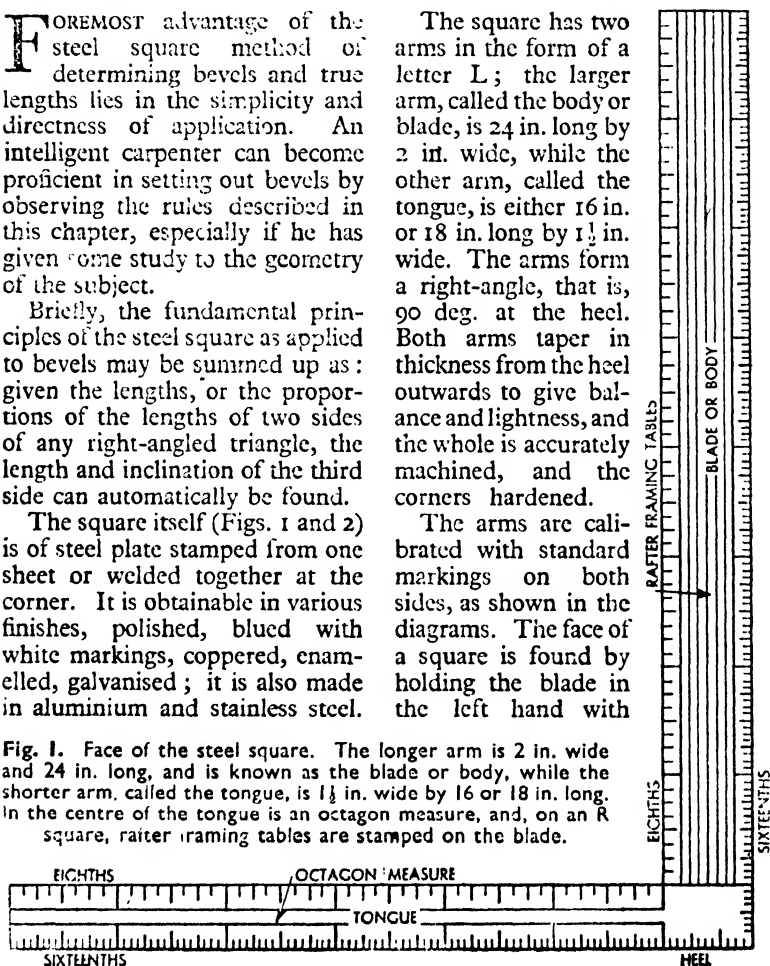 FOREMOST advantage of the
steel square method of
determining bevels and true
lengths lies in the simplicity and
directness of application. An
intelligent carpenter can become
proficient in setting out bevels by
observing the rules described in
this chapter, especially if he has
given some study to the geometry
of the subject.
Briefly, the fundamental prin-
ciples of the steel square as applied
to bevels may be summed up as :
given the lengths, or the propor-
tions of the lengths of two sides
of any right-angled triangle, the
length and inclination of the third
side can automatically be found.
The square itself (Figs. 1 and 2)
is of steel plate stamped from one
sheet or welded together at the
corner. It is obtainable in various
finishes, polished, blued with
white markings, coppered, enam-
elled, galvanised ; it is also made
in aluminium and stainless steel.
The square has two
arms in the form of a
letter L ; the larger
arm, called the body or
blade, is 24 in. long by
2 in. wide, while the
other arm, called the
tongue, is either 16 in.
or 18 in. long by 1½ in.
wide. The arms form
a right-angle, that is,
90 deg. at the heel.
Both arms taper in
thickness from the heel
outwards to give bal-
ance and lightness, and
the whole is accurately
machined, and the
corners hardened.
The arms are cali-
brated with standard
markings on both
sides, as shown in the
diagrams. The face of
a square is found by
holding the blade in
the left hand with
Fig. 1. Face of the steel square. The longer arm is 2 in. wide
and 24 in. long, and is known as the blade or body, while the
shorter arm, called the tongue, is 1½ in. wide by 16 or 18 in. long.
In the centre of the tongue is an octagon measure, and, on an R
square, rafter framing tables are stamped on the blade.
RAFTER FRAMING TABLES
BLADE OR BODY
EIGHTHS
SIXTEENTHS
EIGHTHS
OCTAGON MEASURE
TONGUE
SIXTEENTHS
HEEL